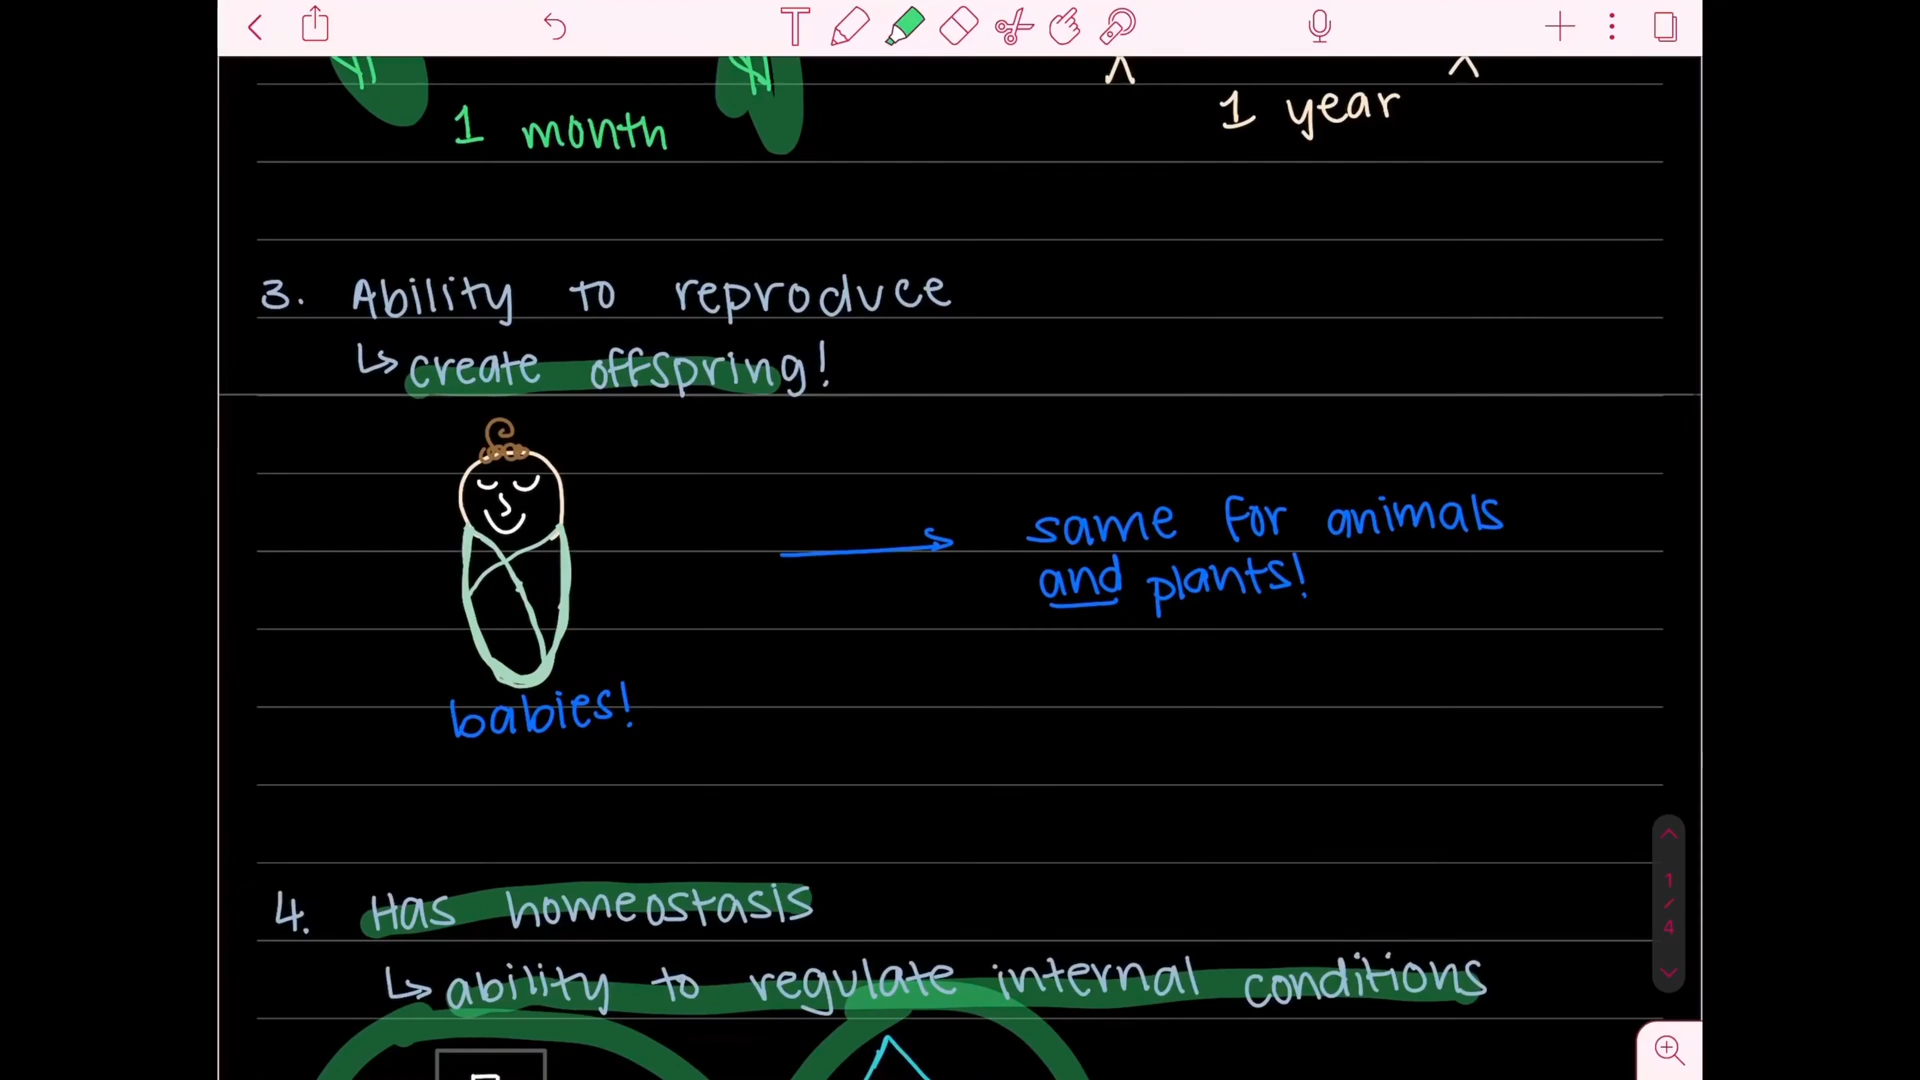 1 month
1 year
3. Ability to reproduce
↳ create offspring!
same for animals
and plants!
babies!
4. Has homeostasis
↳ ability to regulate internal conditions
1
/
4